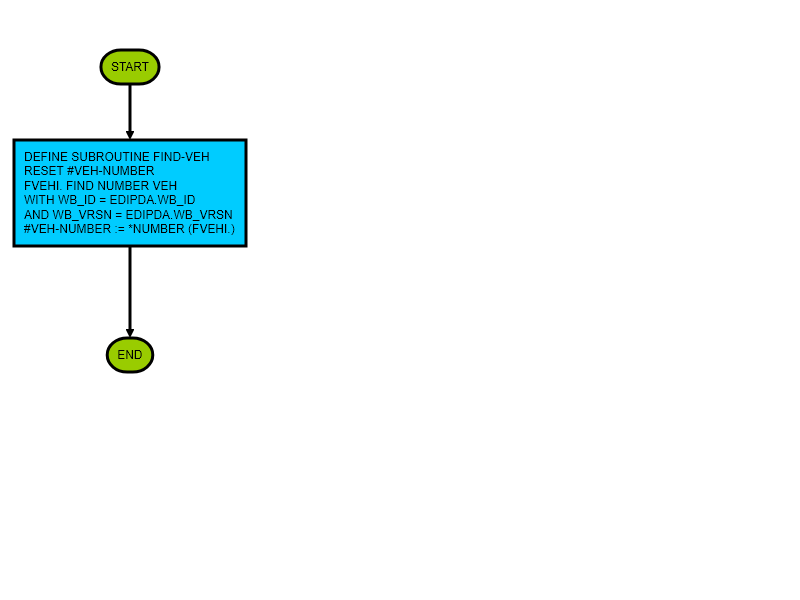 START
DEFINE SUBROUTINE FIND-VEH
RESET #VEH-NUMBER
FVEHI. FIND NUMBER VEH
WITH WB_ID = EDIPDA.WB_ID
AND WB_VRSN = EDIPDA.WB_VRSN
#VEH-NUMBER := *NUMBER (FVEHI.)
END